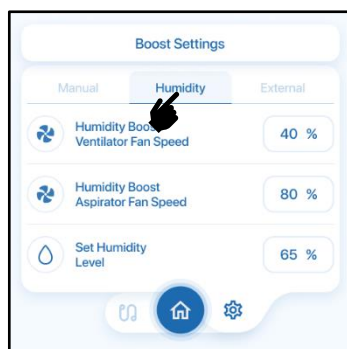 Boost Settings
Manual Humidity External
Humidity Boost
Ventilator Fan Speed
40 %
Humidity Boost
Aspirator Fan Speed
80 %
Set Humidity
Level
65 %